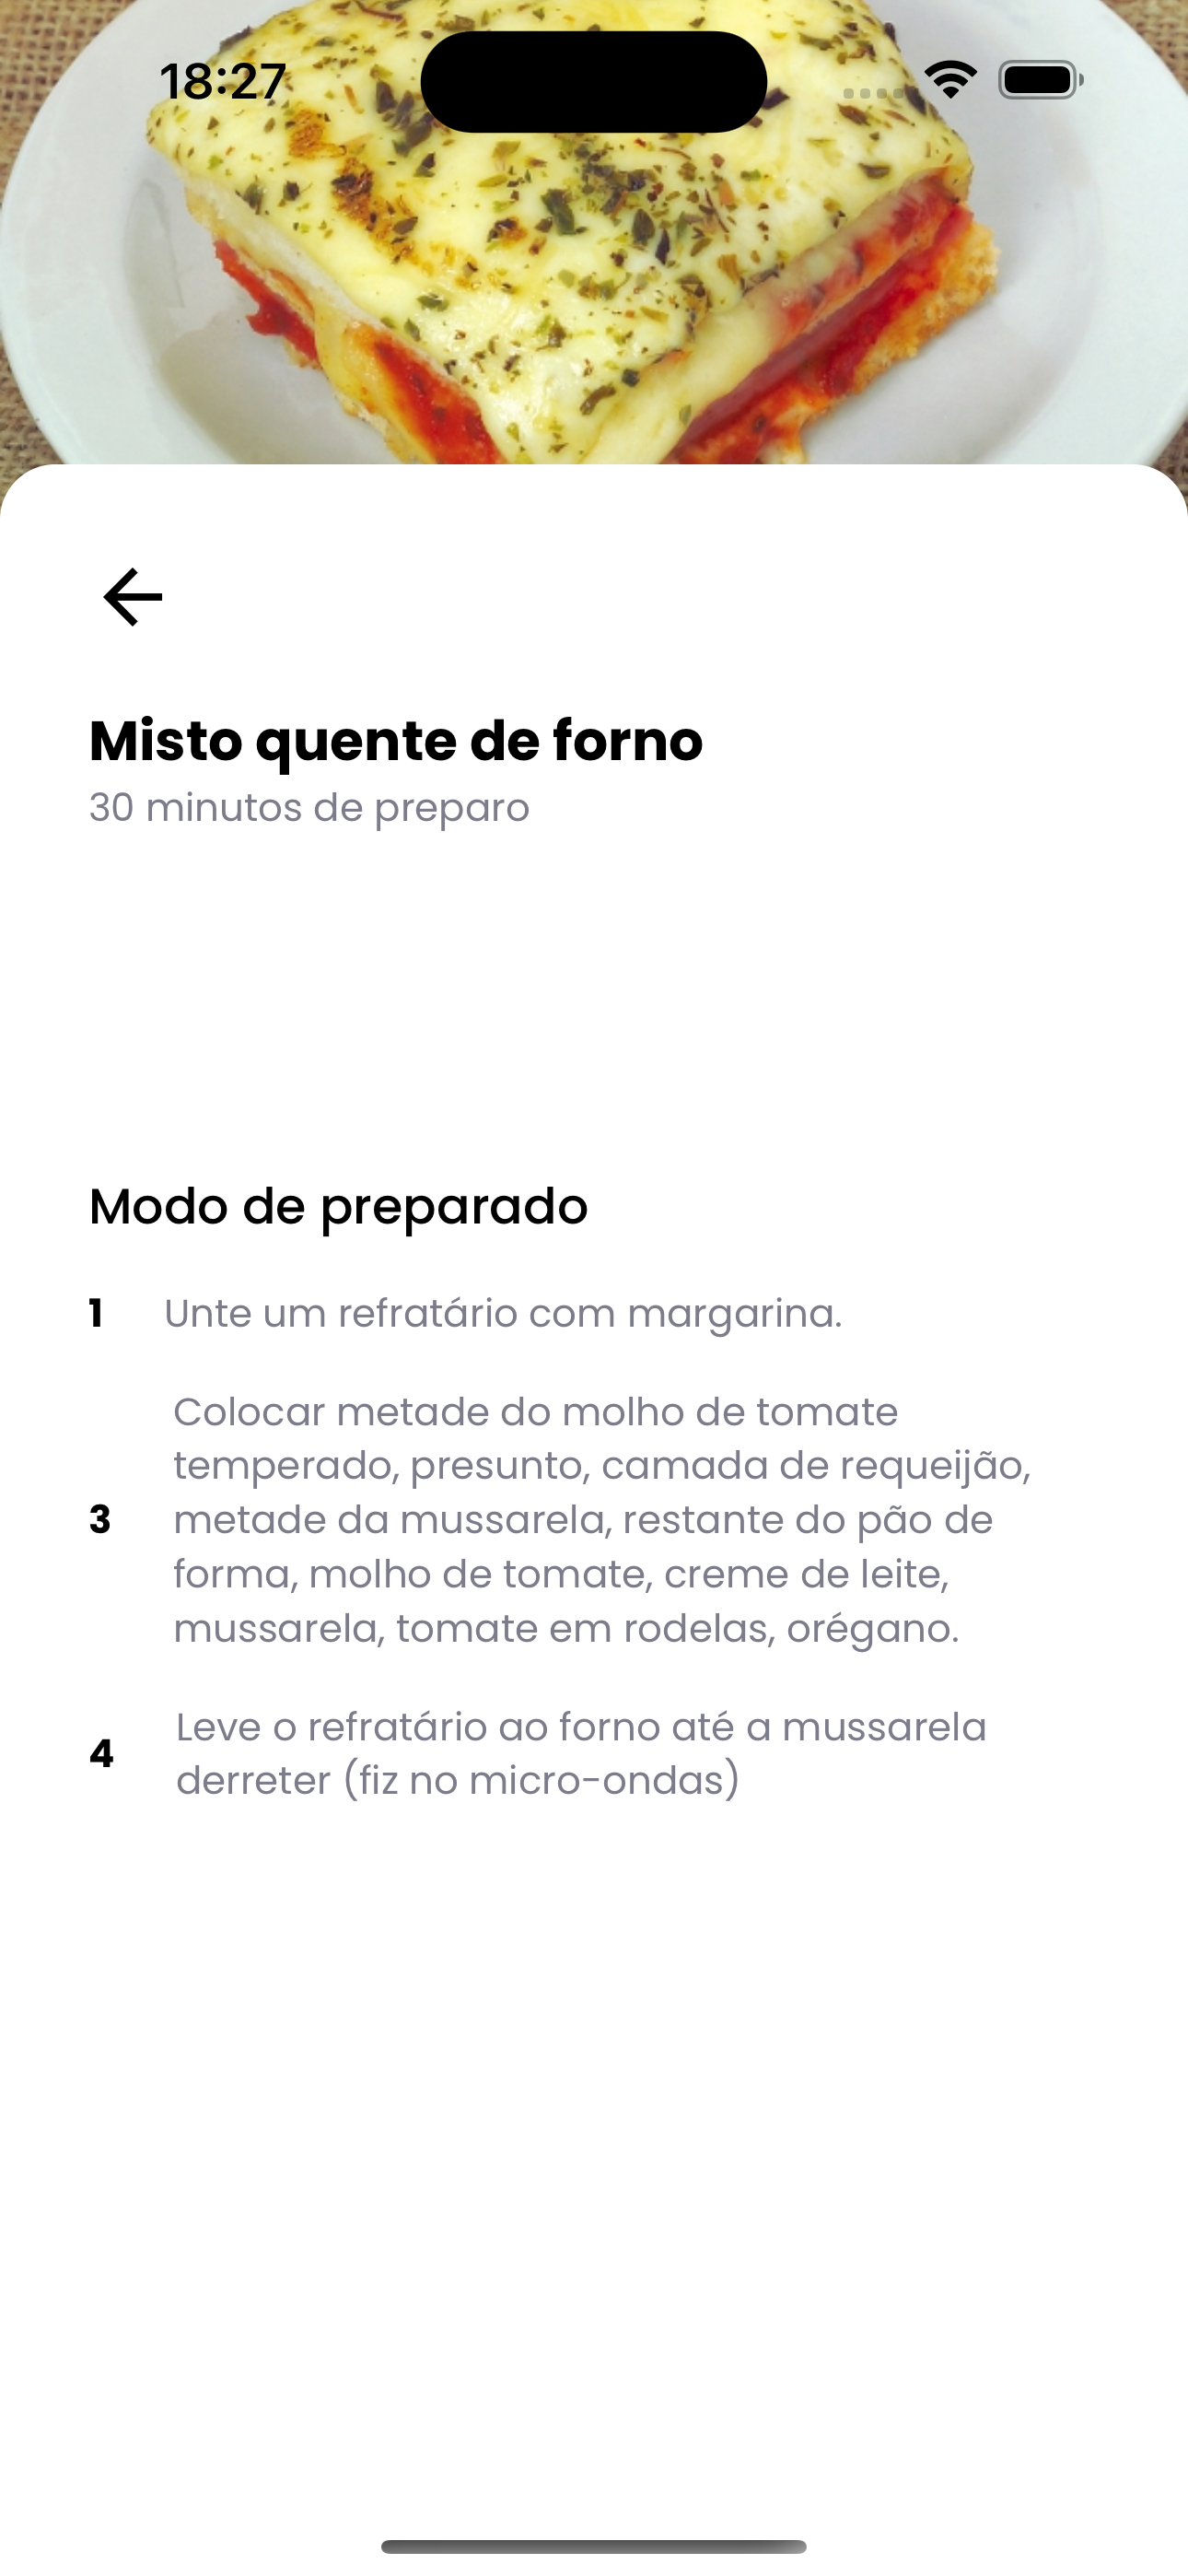 18:27
Misto quente de forno
30 minutos de preparo
Modo de preparado
1 Unte um refratário com margarina.
Colocar metade do molho de tomate
temperado, presunto, camada de requeijão,
3 metade da mussarela, restante do pão de
forma, molho de tomate, creme de leite,
mussarela, tomate em rodelas, orégano.
4 Leve o refratário ao forno até a mussarela
derreter (fiz no micro-ondas)